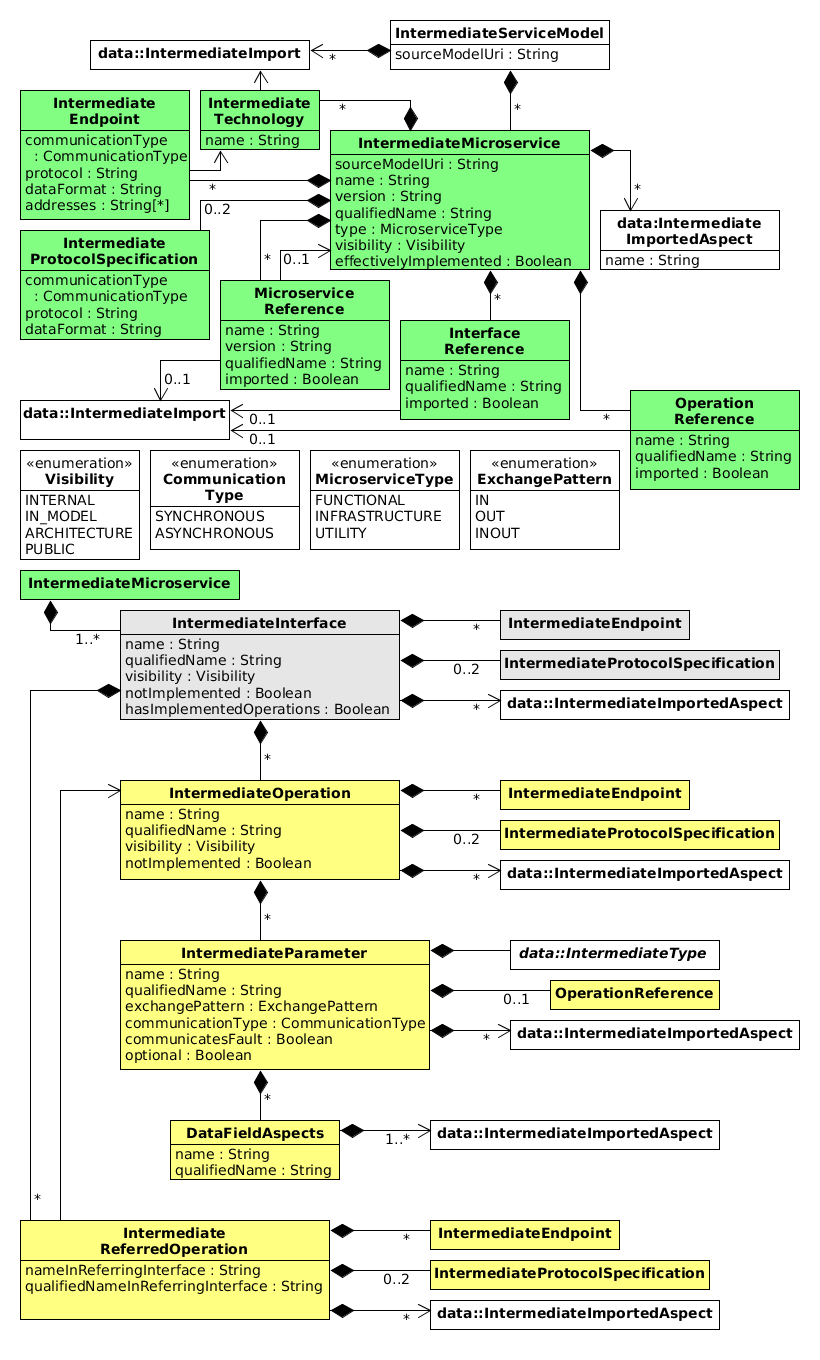 IntermediateServiceModel
sourceModelUri : String
data::IntermediateImport
*
*
Intermediate
Endpoint
communicationType
: CommunicationType
protocol : String
dataFormat : String
addresses : String[*]
Intermediate
Technology
name : String
*
IntermediateMicroservice
sourceModelUri : String
name : String
version : String
qualifiedName : String
type : MicroserviceType
visibility : Visibility
effectivelyImplemented : Boolean
*
*
0..2
data:Intermediate
ImportedAspect
name : String
Intermediate
ProtocolSpecification
communicationType
: CommunicationType
protocol : String
dataFormat : String
*
0..1
Microservice
Reference
name : String
version : String
qualifiedName : String
imported : Boolean
*
Interface
Reference
name : String
qualifiedName : String
imported : Boolean
0..1
data::IntermediateImport
0..1
0..1
*
Operation
Reference
name : String
qualifiedName : String
imported : Boolean
«enumeration»
Visibility
INTERNAL
IN_MODEL
ARCHITECTURE
PUBLIC
«enumeration»
Communication
Type
SYNCHRONOUS
ASYNCHRONOUS
«enumeration»
MicroserviceType
FUNCTIONAL
INFRASTRUCTURE
UTILITY
«enumeration»
ExchangePattern
IN
OUT
INOUT
IntermediateMicroservice
1..*
IntermediateInterface
name : String
qualifiedName : String
visibility : Visibility
notImplemented : Boolean
hasImplementedOperations : Boolean
*
IntermediateEndpoint
0..2
IntermediateProtocolSpecification
*
data::IntermediateImportedAspect
*
IntermediateOperation
name : String
qualifiedName : String
visibility : Visibility
notImplemented : Boolean
*
IntermediateEndpoint
0..2
IntermediateProtocolSpecification
*
data::IntermediateImportedAspect
*
IntermediateParameter
name : String
qualifiedName : String
exchangePattern : ExchangePattern
communicationType : CommunicationType
communicatesFault : Boolean
optional : Boolean
data::IntermediateType
0..1
OperationReference
*
data::IntermediateImportedAspect
*
DataFieldAspects
name : String
qualifiedName : String
1..*
data::IntermediateImportedAspect
*
Intermediate
ReferredOperation
nameInReferringInterface : String
qualifiedNameInReferringInterface : String
*
IntermediateEndpoint
0..2
IntermediateProtocolSpecification
*
data::IntermediateImportedAspect